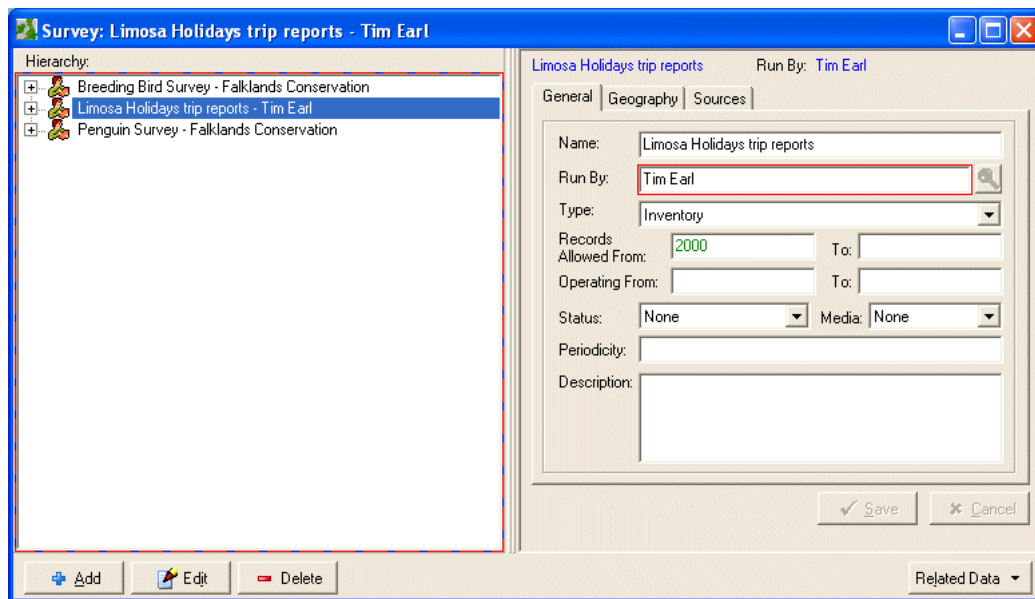 Survey: Limosa Holidays trip reports - Tim Earl
Hierarchy:
Breeding Bird Survey - Falklands Conservation
Limosa Holidays trip reports - Tim Earl
Penguin Survey - Falklands Conservation
Limosa Holidays trip reports Run By: Tim Earl
General Geography Sources
Name: Limosa Holidays trip reports
Run By: Tim Earl
Type: Inventory
Records
Allowed From: 2000 To:
Operating From: To:
Status: None Media: None
Periodicity:
Description:
Save Cancel
Add Edit Delete Related Data